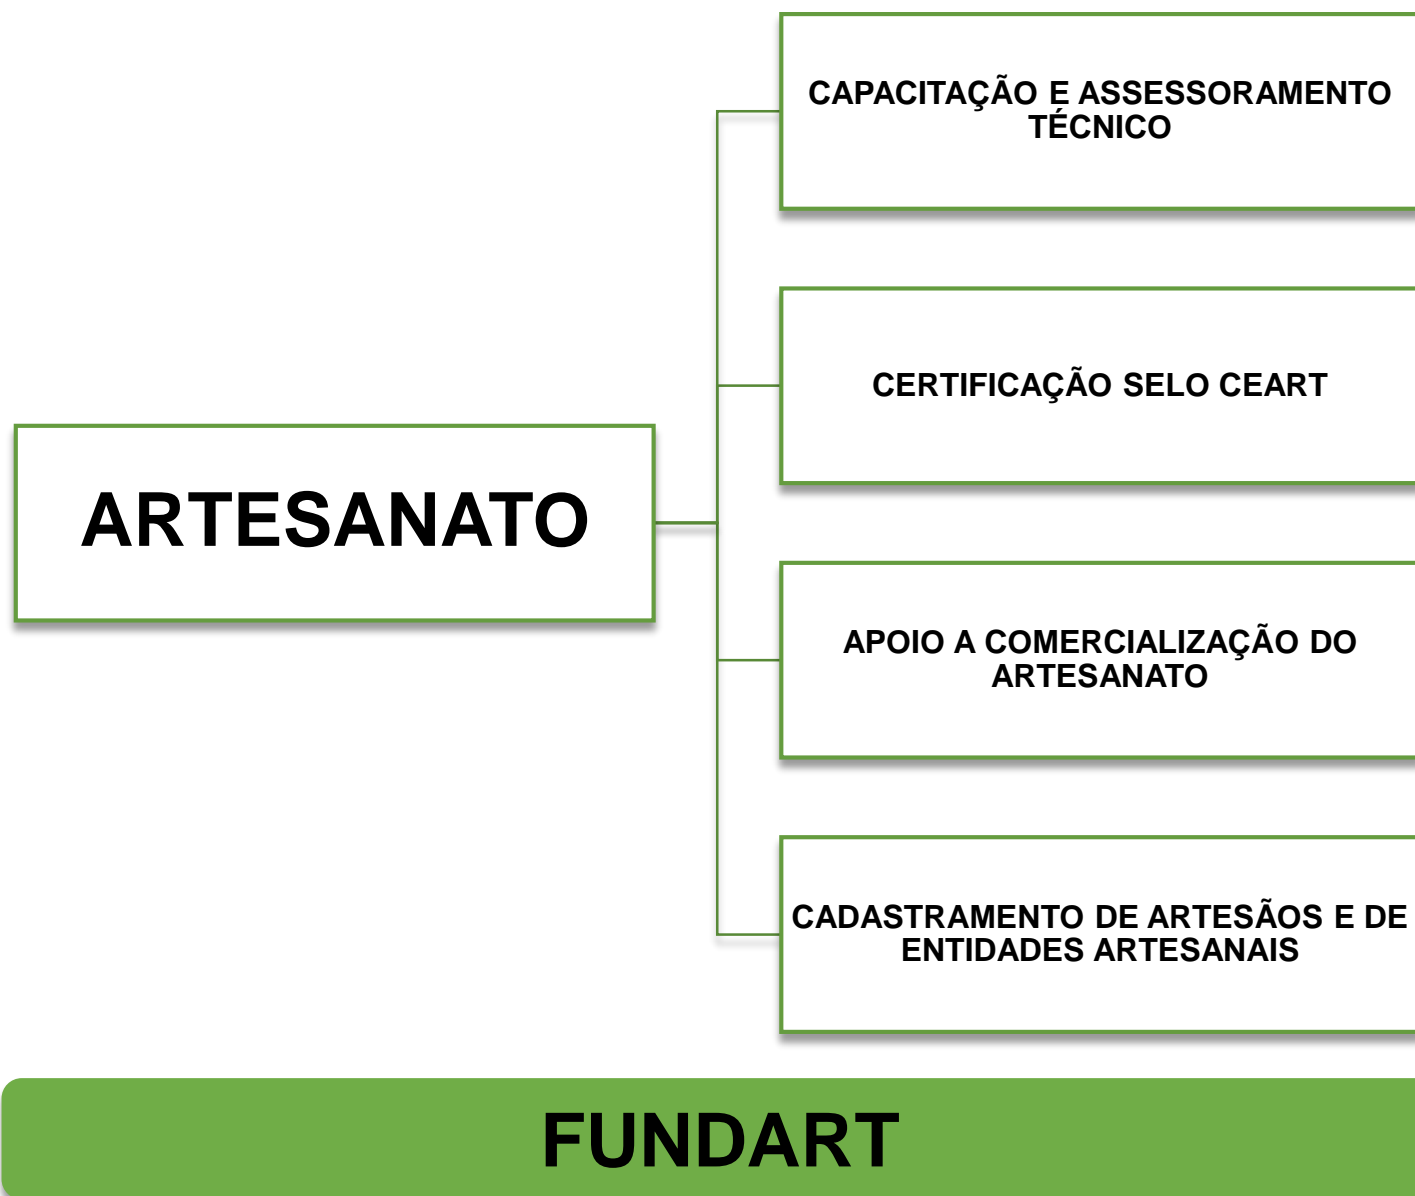 CAPACITAÇÃO E ASSESSORAMENTO
TÉCNICO
CERTIFICAÇÃO SELO CEART
ARTESANATO
APOIO A COMERCIALIZAÇÃO DO
ARTESANATO
CADASTRAMENTO DE ARTESÃOS E DE
ENTIDADES ARTESANAIS
FUNDART